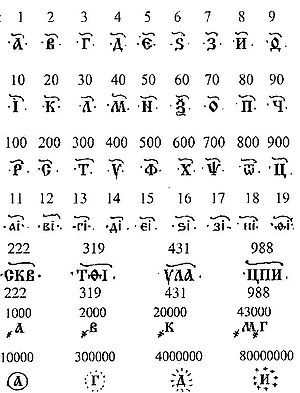 1 2 3 4 5 6 7 8 9
·А҃· ·В҃· ·Г҃· ·Д҃· ·Є҃· ·Ѕ҃· ·З҃· ·И҃· ·Ѳ҃·
10 20 30 40 50 60 70 80 90
·І҃· ·К҃· ·Л҃· ·М҃· ·Н҃· ·Ѯ҃· ·О҃· ·П҃· ·Ч҃·
100 200 300 400 500 600 700 800 900
·Р҃· ·С҃· ·Т҃· ·Ѵ҃· ·Ф҃· ·Х҃· ·Ѱ҃· ·Ѿ҃· ·Ц҃·
11 12 13 14 15 16 17 18 19
·аі҃· ·ві҃· ·гі҃· ·ді҃· ·еі҃· ·ѕі҃· ·зі҃· ·иі҃· ·ѳі҃·
222 319 431 988
·СКВ҃· ·ТѲІ҃· ·ѴЛА҃· ·ЦПИ҃·
222 319 431 988
1000 2000 20000 43000
҂А ҂В ҂К ҂М҂Г
10000 300000 4000000 80000000
А⃝ Г҈ Д҉ И꙰